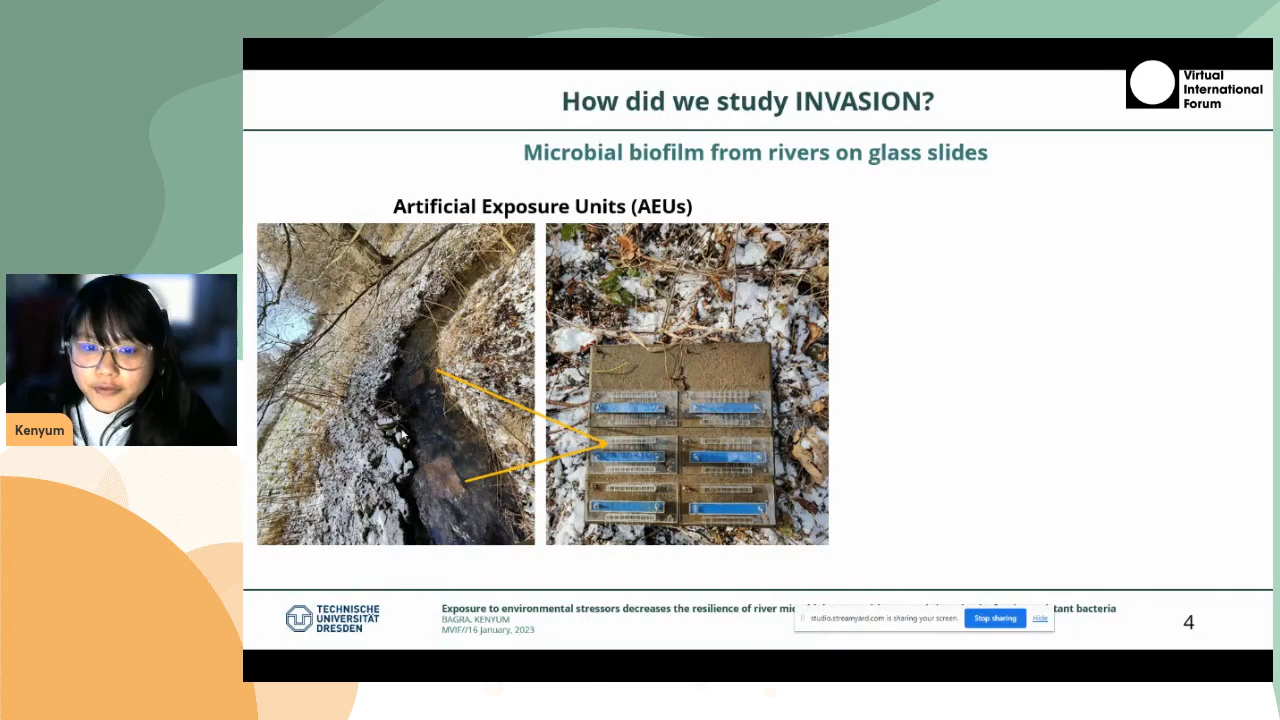 How did we study INVASION?
Virtual
International
Forum
Microbial biofilm from rivers on glass slides
Artificial Exposure Units (AEUs)
Kenyum
TECHNISCHE
UNIVERSITÄT
DRESDEN
Exposure to environmental stressors decreases the resilience of river
BAGRA, KENYUM
MVIF//16 january, 2023
bacteria
studio.streamyard.com is sharing your screen.
Stop sharing
Hide
4